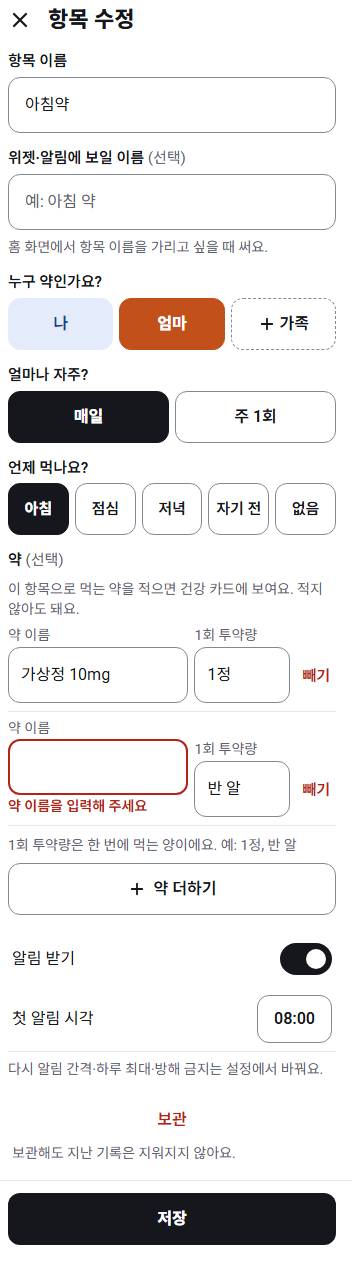 항목 수정
항목 이름
아침약
위젯·알림에 보일 이름 (선택)
예: 아침 약
홈 화면에서 항목 이름을 가리고 싶을 때 써요.
누구 약인가요?
나 엄마 + 가족
얼마나 자주?
매일 주 1회
언제 먹나요?
아침 점심 저녁 자기 전 없음
약 (선택)
이 항목으로 먹는 약을 적으면 건강 카드에 보여요. 적지
않아도 돼요.
약 이름 1회 투약량
가상정 10mg 1정 빼기
약 이름
1회 투약량
반 알 빼기
약 이름을 입력해 주세요
1회 투약량은 한 번에 먹는 양이에요. 예: 1정, 반 알
+ 약 더하기
알림 받기
첫 알림 시각 08:00
다시 알림 간격·하루 최대·방해 금지는 설정에서 바꿔요.
보관
보관해도 지난 기록은 지워지지 않아요.
저장